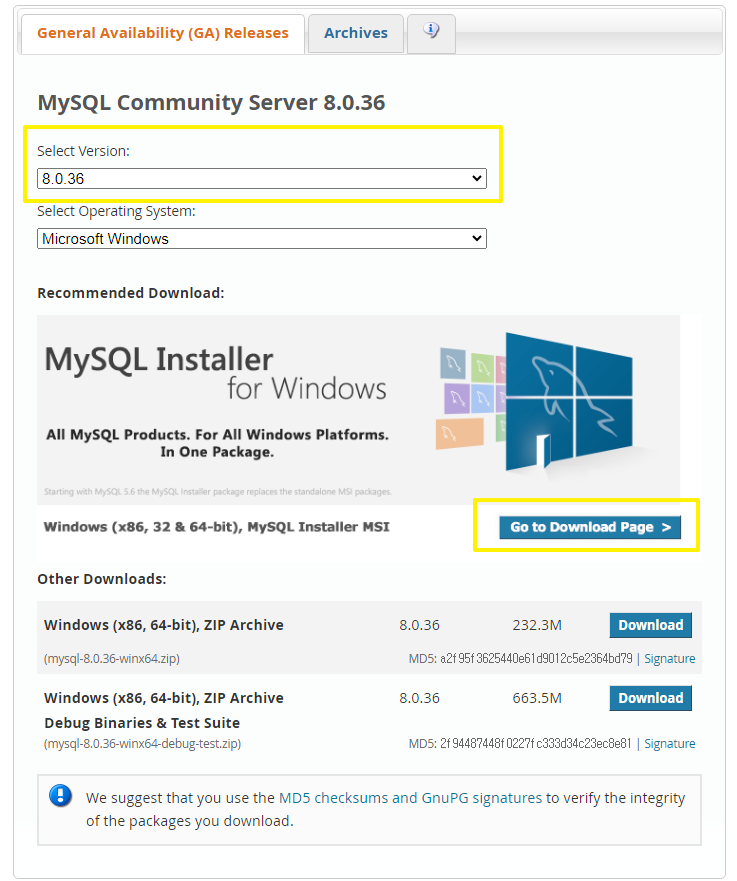 General Availability (GA) Releases
Archives
MySQL Community Server 8.0.36
Select Version:
8.0.36
Select Operating System:
Microsoft Windows
Recommended Download:
MySQL Installer
for Windows
All MySQL Products. For All Windows Platforms.
In One Package.
Starting with MySQL 5.6 the MySQL Installer package replaces the standalone MSI packages.
Windows (x86, 32 & 64-bit), MySQL Installer MSI
Go to Download Page >
Other Downloads:
Windows (x86, 64-bit), ZIP Archive 8.0.36 232.3M Download
(mysql-8.0.36-winx64.zip) MD5: a2f95f3625440e61d9012c5e2364bd79 | Signature
Windows (x86, 64-bit), ZIP Archive 8.0.36 663.5M Download
Debug Binaries & Test Suite
(mysql-8.0.36-winx64-debug-test.zip) MD5: 2f94487448f0227fc333d34c23ec8e81 | Signature
We suggest that you use the MD5 checksums and GnuPG signatures to verify the integrity
of the packages you download.